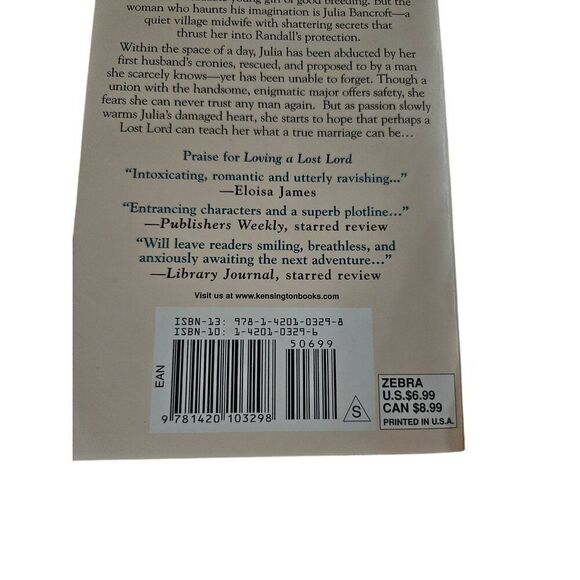 young girl of good breeding. But the
woman who haunts his imagination is Julia Bancroft—a
quiet village midwife with shattering secrets that
thrust her into Randall's protection.
Within the space of a day, Julia has been abducted by her
first husband's cronies, rescued, and proposed to by a man
she scarcely knows—yet has been unable to forget. Though a
union with the handsome, enigmatic major offers safety, she
fears she can never trust any man again. But as passion slowly
warms Julia's damaged heart, she starts to hope that perhaps a
Lost Lord can teach her what a true marriage can be…
Praise for Loving a Lost Lord
"Intoxicating, romantic and utterly ravishing..."
—Eloisa James
"Entrancing characters and a superb plotline…"
—Publishers Weekly, starred review
"Will leave readers smiling, breathless, and
anxiously awaiting the next adventure…"
—Library Journal, starred review
Visit us at www.kensingtonbooks.com
ISBN-13: 978-1-4201-0329-8
ISBN-10: 1-4201-0329-6
50699
EAN
9 781420 103298
S
ZEBRA
U.S.$6.99
CAN $8.99
PRINTED IN U.S.A.